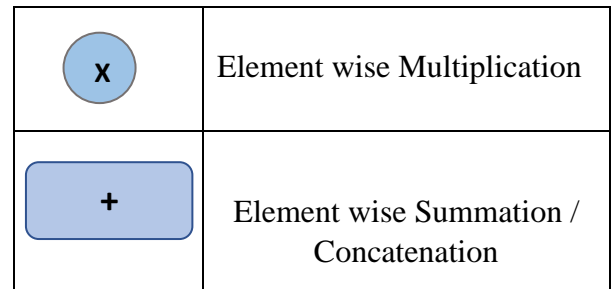 x
Element wise Multiplication
+
Element wise Summation /
Concatenation